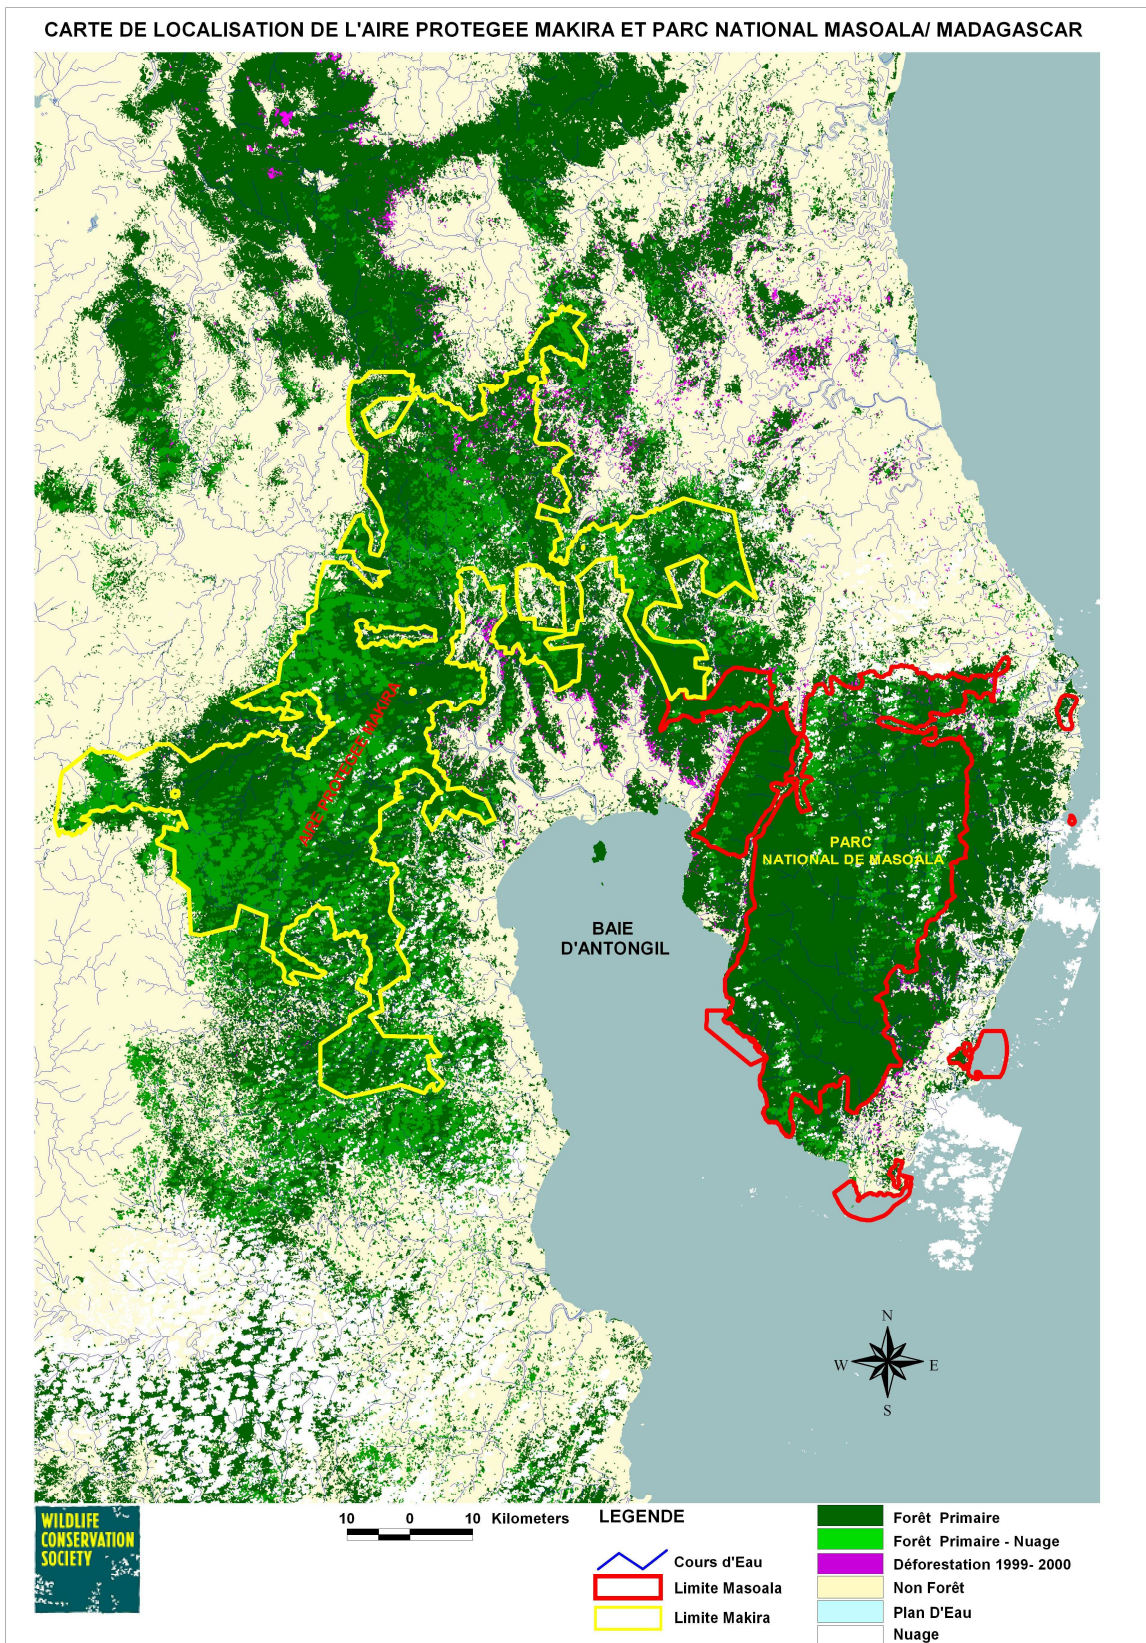 CARTE DE LOCALISATION DE L'AIRE PROTEGEE MAKIRA ET PARC NATIONAL MASOALA/ MADAGASCAR
AIRE PROTEGEE MAKIRA
PARC
NATIONAL DE MASOALA
BAIE
D'ANTONGIL
N
W
E
S
WILDLIFE
CONSERVATION
SOCIETY
10 0 10 Kilometers
LEGENDE
Cours d'Eau
Limite Masoala
Limite Makira
Forêt Primaire
Forêt Primaire - Nuage
Déforestation 1999- 2000
Non Forêt
Plan D'Eau
Nuage